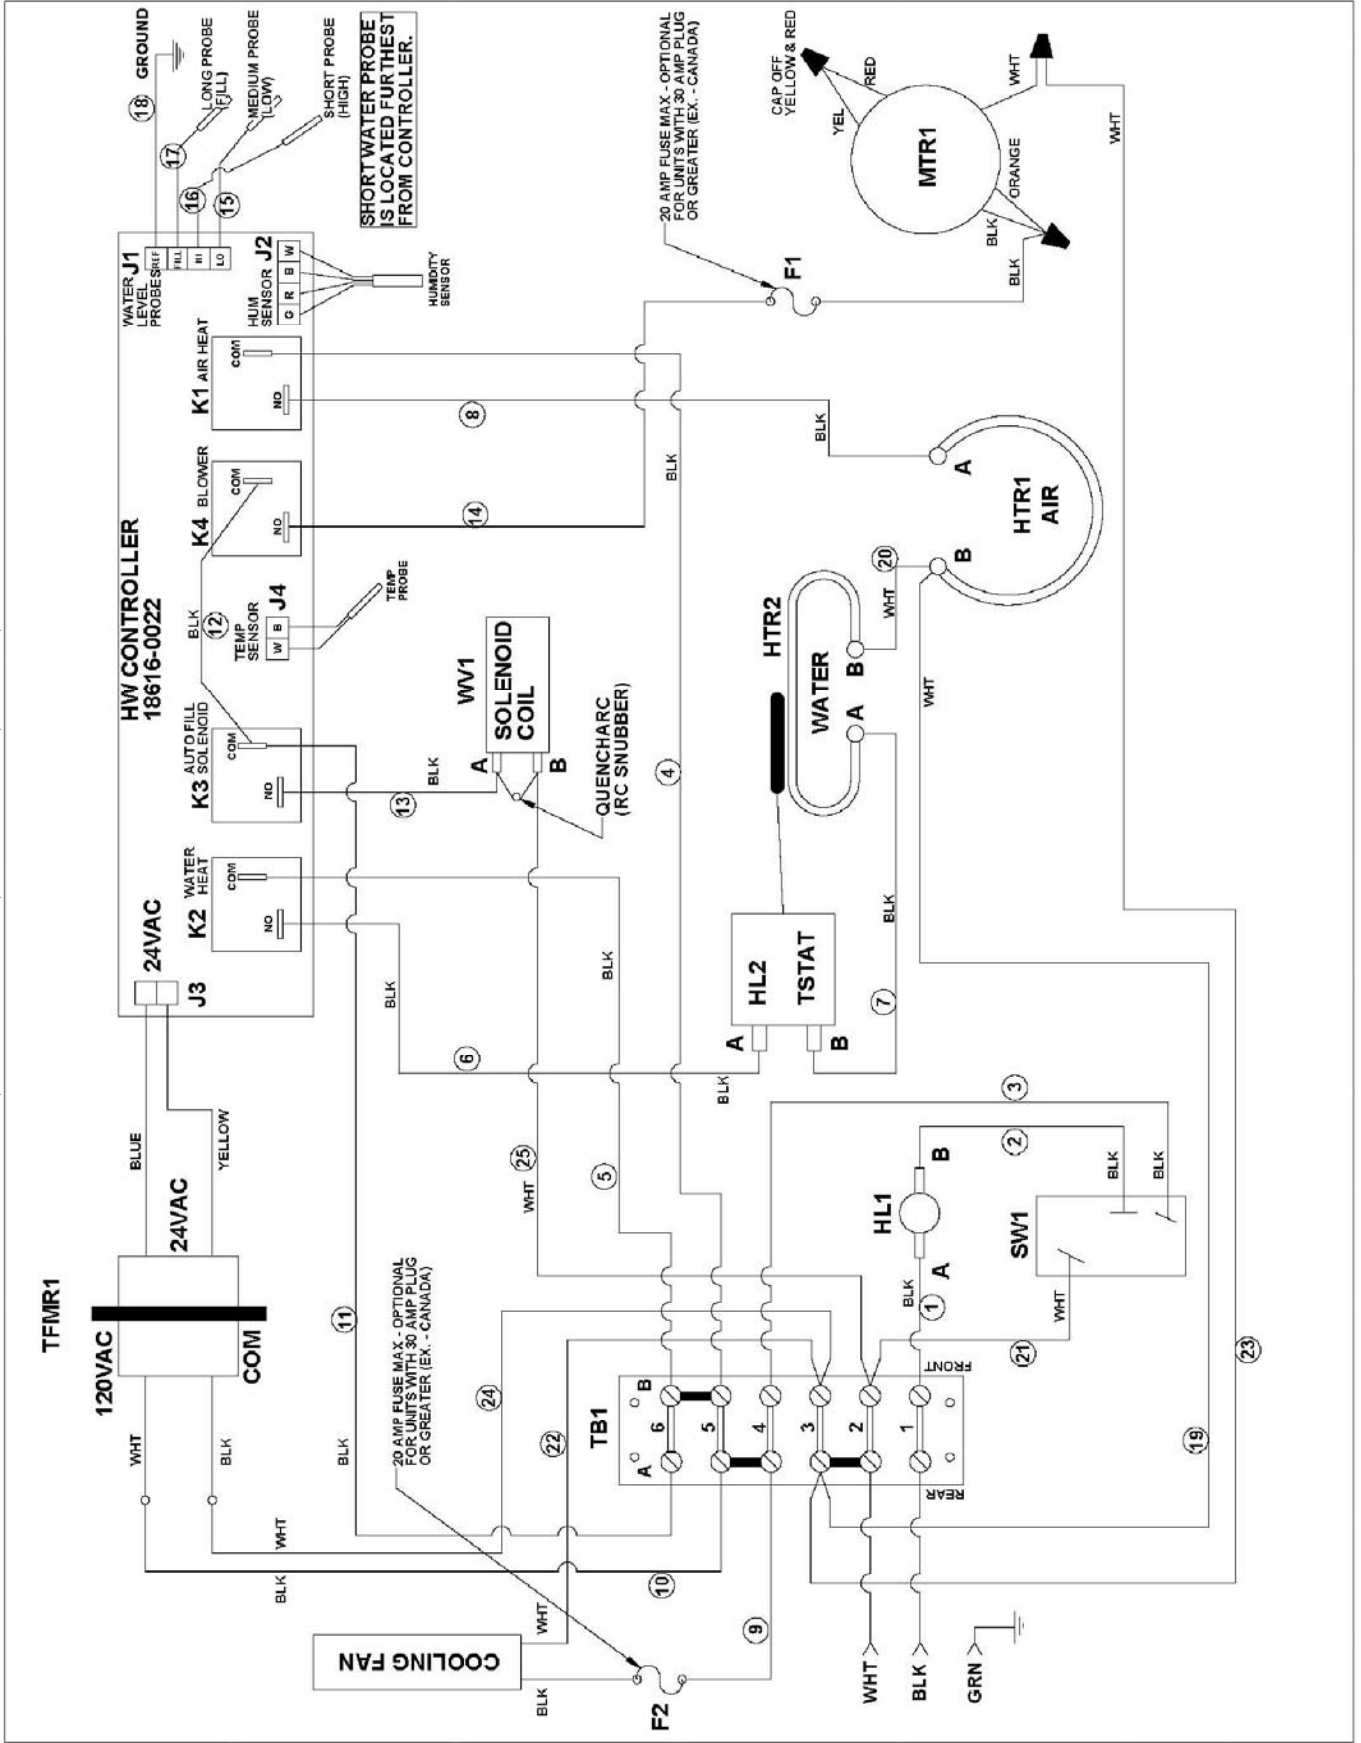 TFMR1
120VAC
COM
24VAC
WHT
BLK
BLUE
YELLOW
24VAC
J3
HW CONTROLLER
18616-0022
K2
WATER
HEAT
COM
NO
K3
AUTO FILL
SOLENOID
COM
NO
BLK
12
TEMP
SENSOR
J4
W
B
TEMP
PROBE
K4
BLOWER
COM
NO
K1
AIR HEAT
COM
NO
WATER
LEVEL
PROBES
J1
REF
FILL
HI
LO
HUM
SENSOR
J2
G
R
B
W
HUMIDITY
SENSOR
18
GROUND
17
LONG PROBE
(FILL)
16
MEDIUM PROBE
(LOW)
15
SHORT PROBE
(HIGH)
SHORT WATER PROBE
IS LOCATED FURTHEST
FROM CONTROLLER.
BLK
WHT
BLK
11
24
22
10
20 AMP FUSE MAX - OPTIONAL
FOR UNITS WITH 30 AMP PLUG
OR GREATER (EX. - CANADA)
COOLING FAN
BLK
WHT
F2
9
BLK
6
BLK
13
BLK
WV1
SOLENOID
COIL
A
B
QUENCHARC
(RC SNUBBER)
25
WHT
5
BLK
4
BLK
14
8
20 AMP FUSE MAX - OPTIONAL
FOR UNITS WITH 30 AMP PLUG
OR GREATER (EX. - CANADA)
F1
TB1
A
B
6
5
4
3
2
1
REAR
FRONT
WHT
BLK
GRN
BLK
1
HL1
A
B
2
3
SW1
BLK
BLK
WHT
21
19
23
BLK
HL2
TSTAT
A
B
7
BLK
HTR2
WATER
A
B
WHT
20
WHT
HTR1
AIR
A
B
BLK
CAP OFF
YELLOW & RED
YEL
RED
MTR1
BLK
ORANGE
BLK
WHT
WHT